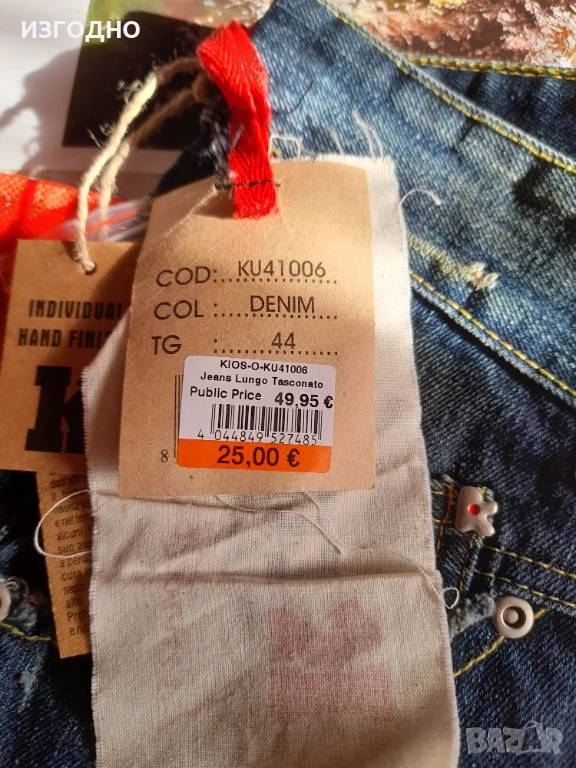 изгодно
COD: KU41006
COL DENIM
TG 44
KIOS-O-KU41006
Jeans Lungo Tasconato
Public Price 49,95 €
4 044849 527485
25,00 €
8
INDIVIDUAL
HAND FINIS
K
BAZAR